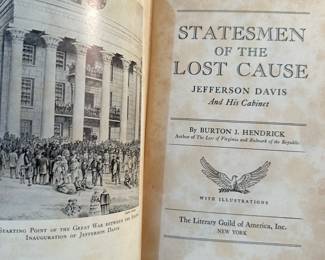 STARTING POINT OF THE GREAT WAR BETWEEN THE
INAUGURATION OF JEFFERSON DAVIS
STATESMEN
OF THE
LOST CAUSE
JEFFERSON DAVIS
And His Cabinet
By BURTON J. HENDRICK
Author of The Lees of Virginia and Bulwark of the Republic
WITH ILLUSTRATIONS
The Literary Guild of America, Inc.
NEW YORK